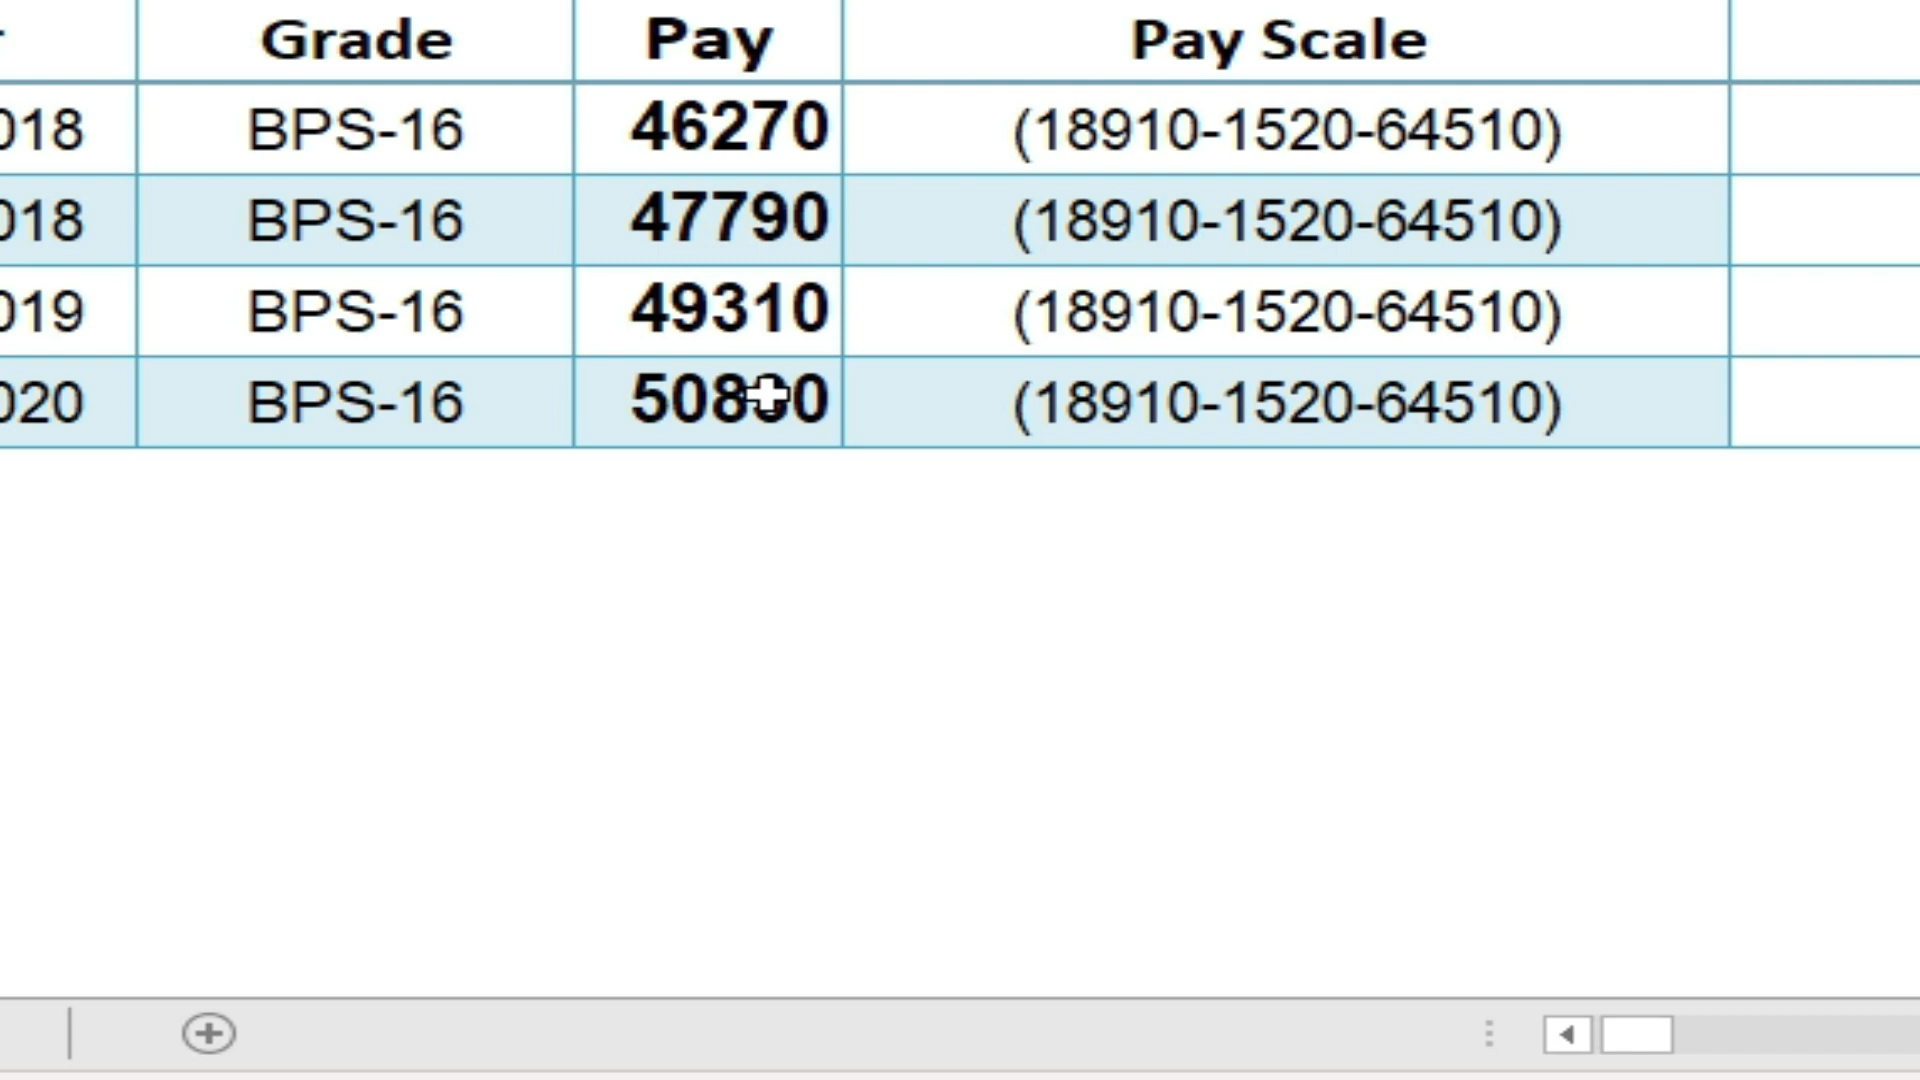 Grade Pay Pay Scale
018 BPS-16 46270 (18910-1520-64510)
018 BPS-16 47790 (18910-1520-64510)
019 BPS-16 49310 (18910-1520-64510)
020 BPS-16 50830 (18910-1520-64510)